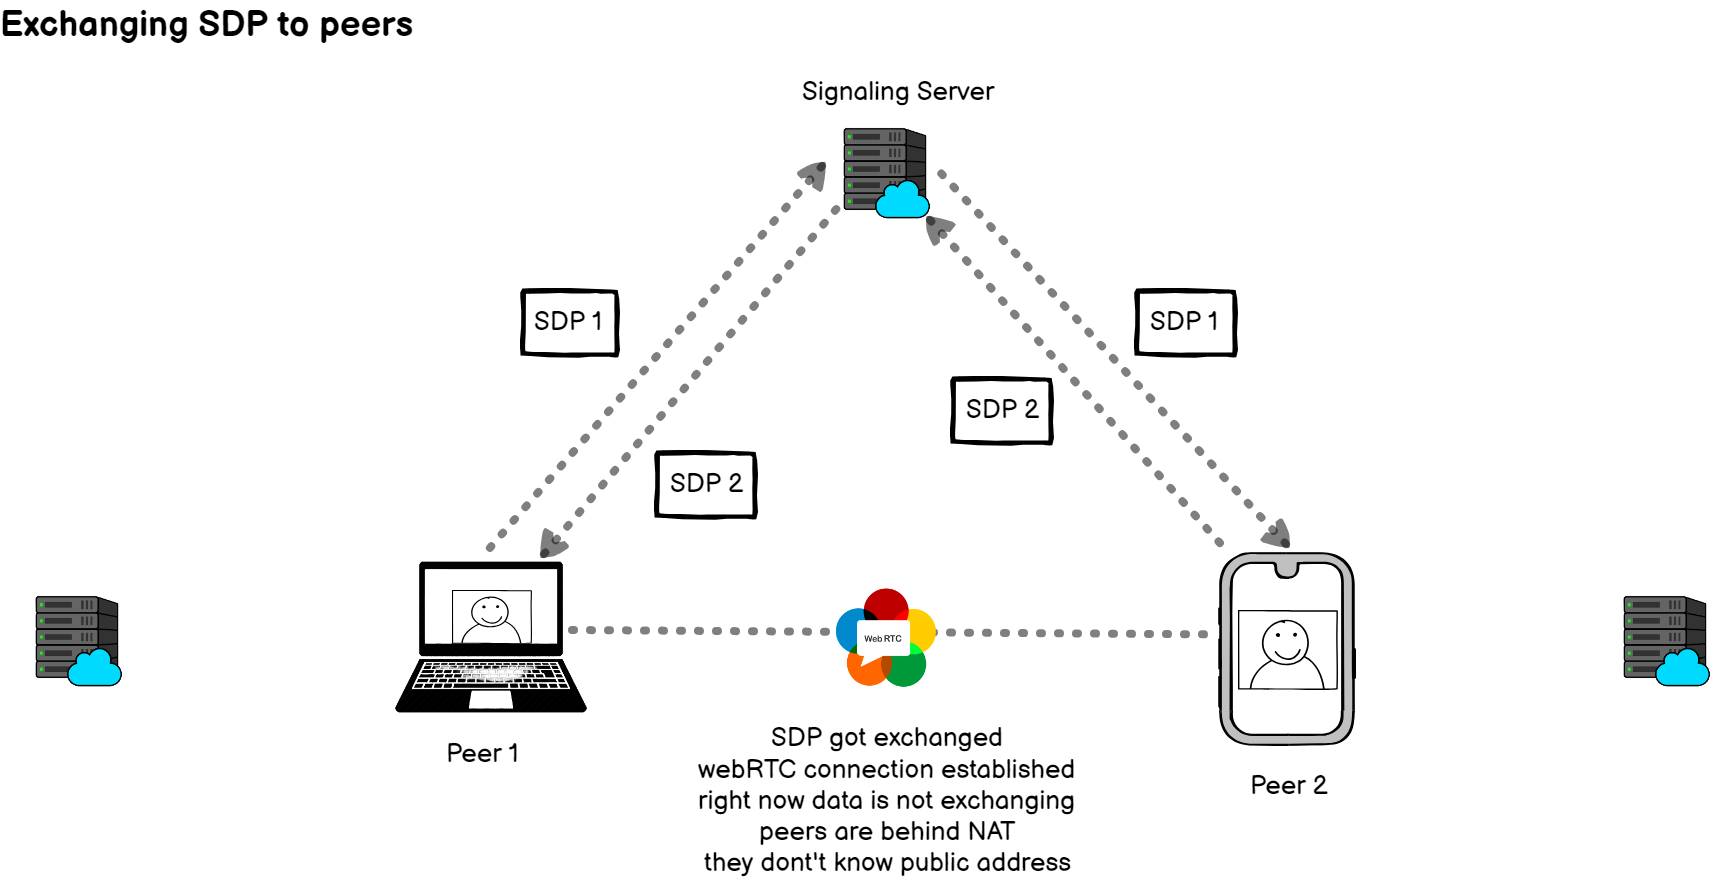 Exchanging SDP to peers
Signaling Server
SDP 1
SDP 1
SDP 2
SDP 2
Web RTC
Peer 1
SDP got exchanged
webRTC connection established
right now data is not exchanging
peers are behind NAT
they dont't know public address
Peer 2